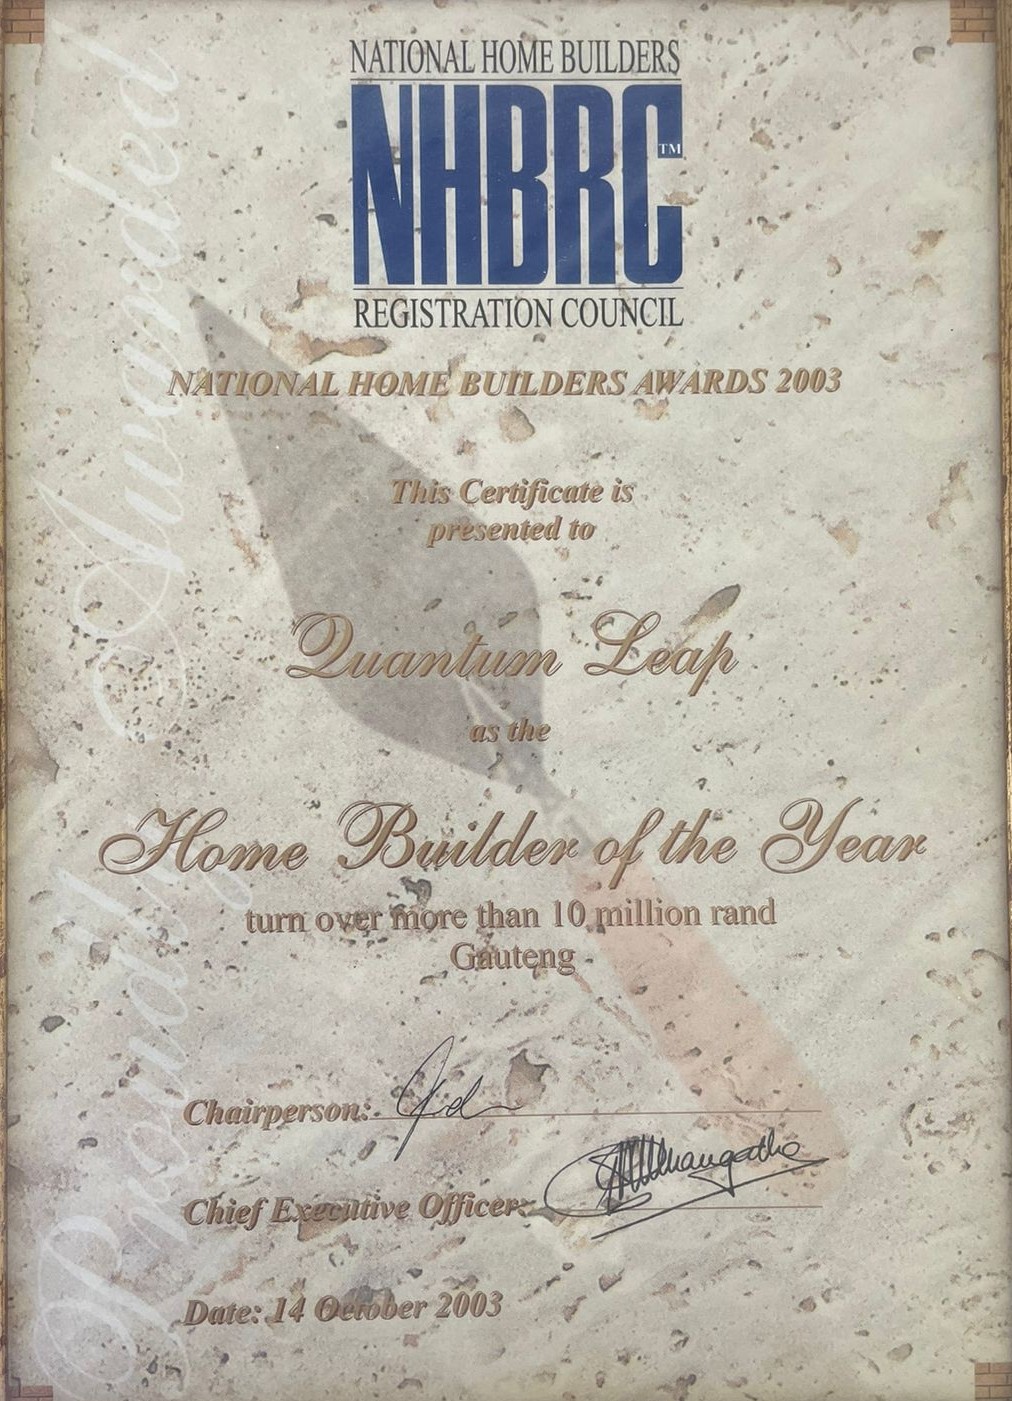 NATIONAL HOME BUILDERS
NHBRC™
REGISTRATION COUNCIL
NATIONAL HOME BUILDERS AWARDS 2003
This Certificate is
presented to
Quantum Leap
as the
Home Builder of the Year
turn over more than 10 million rand
Gauteng
Chairperson:
Chief Executive Officer:
Date: 14 October 2003
Proudly Awarded